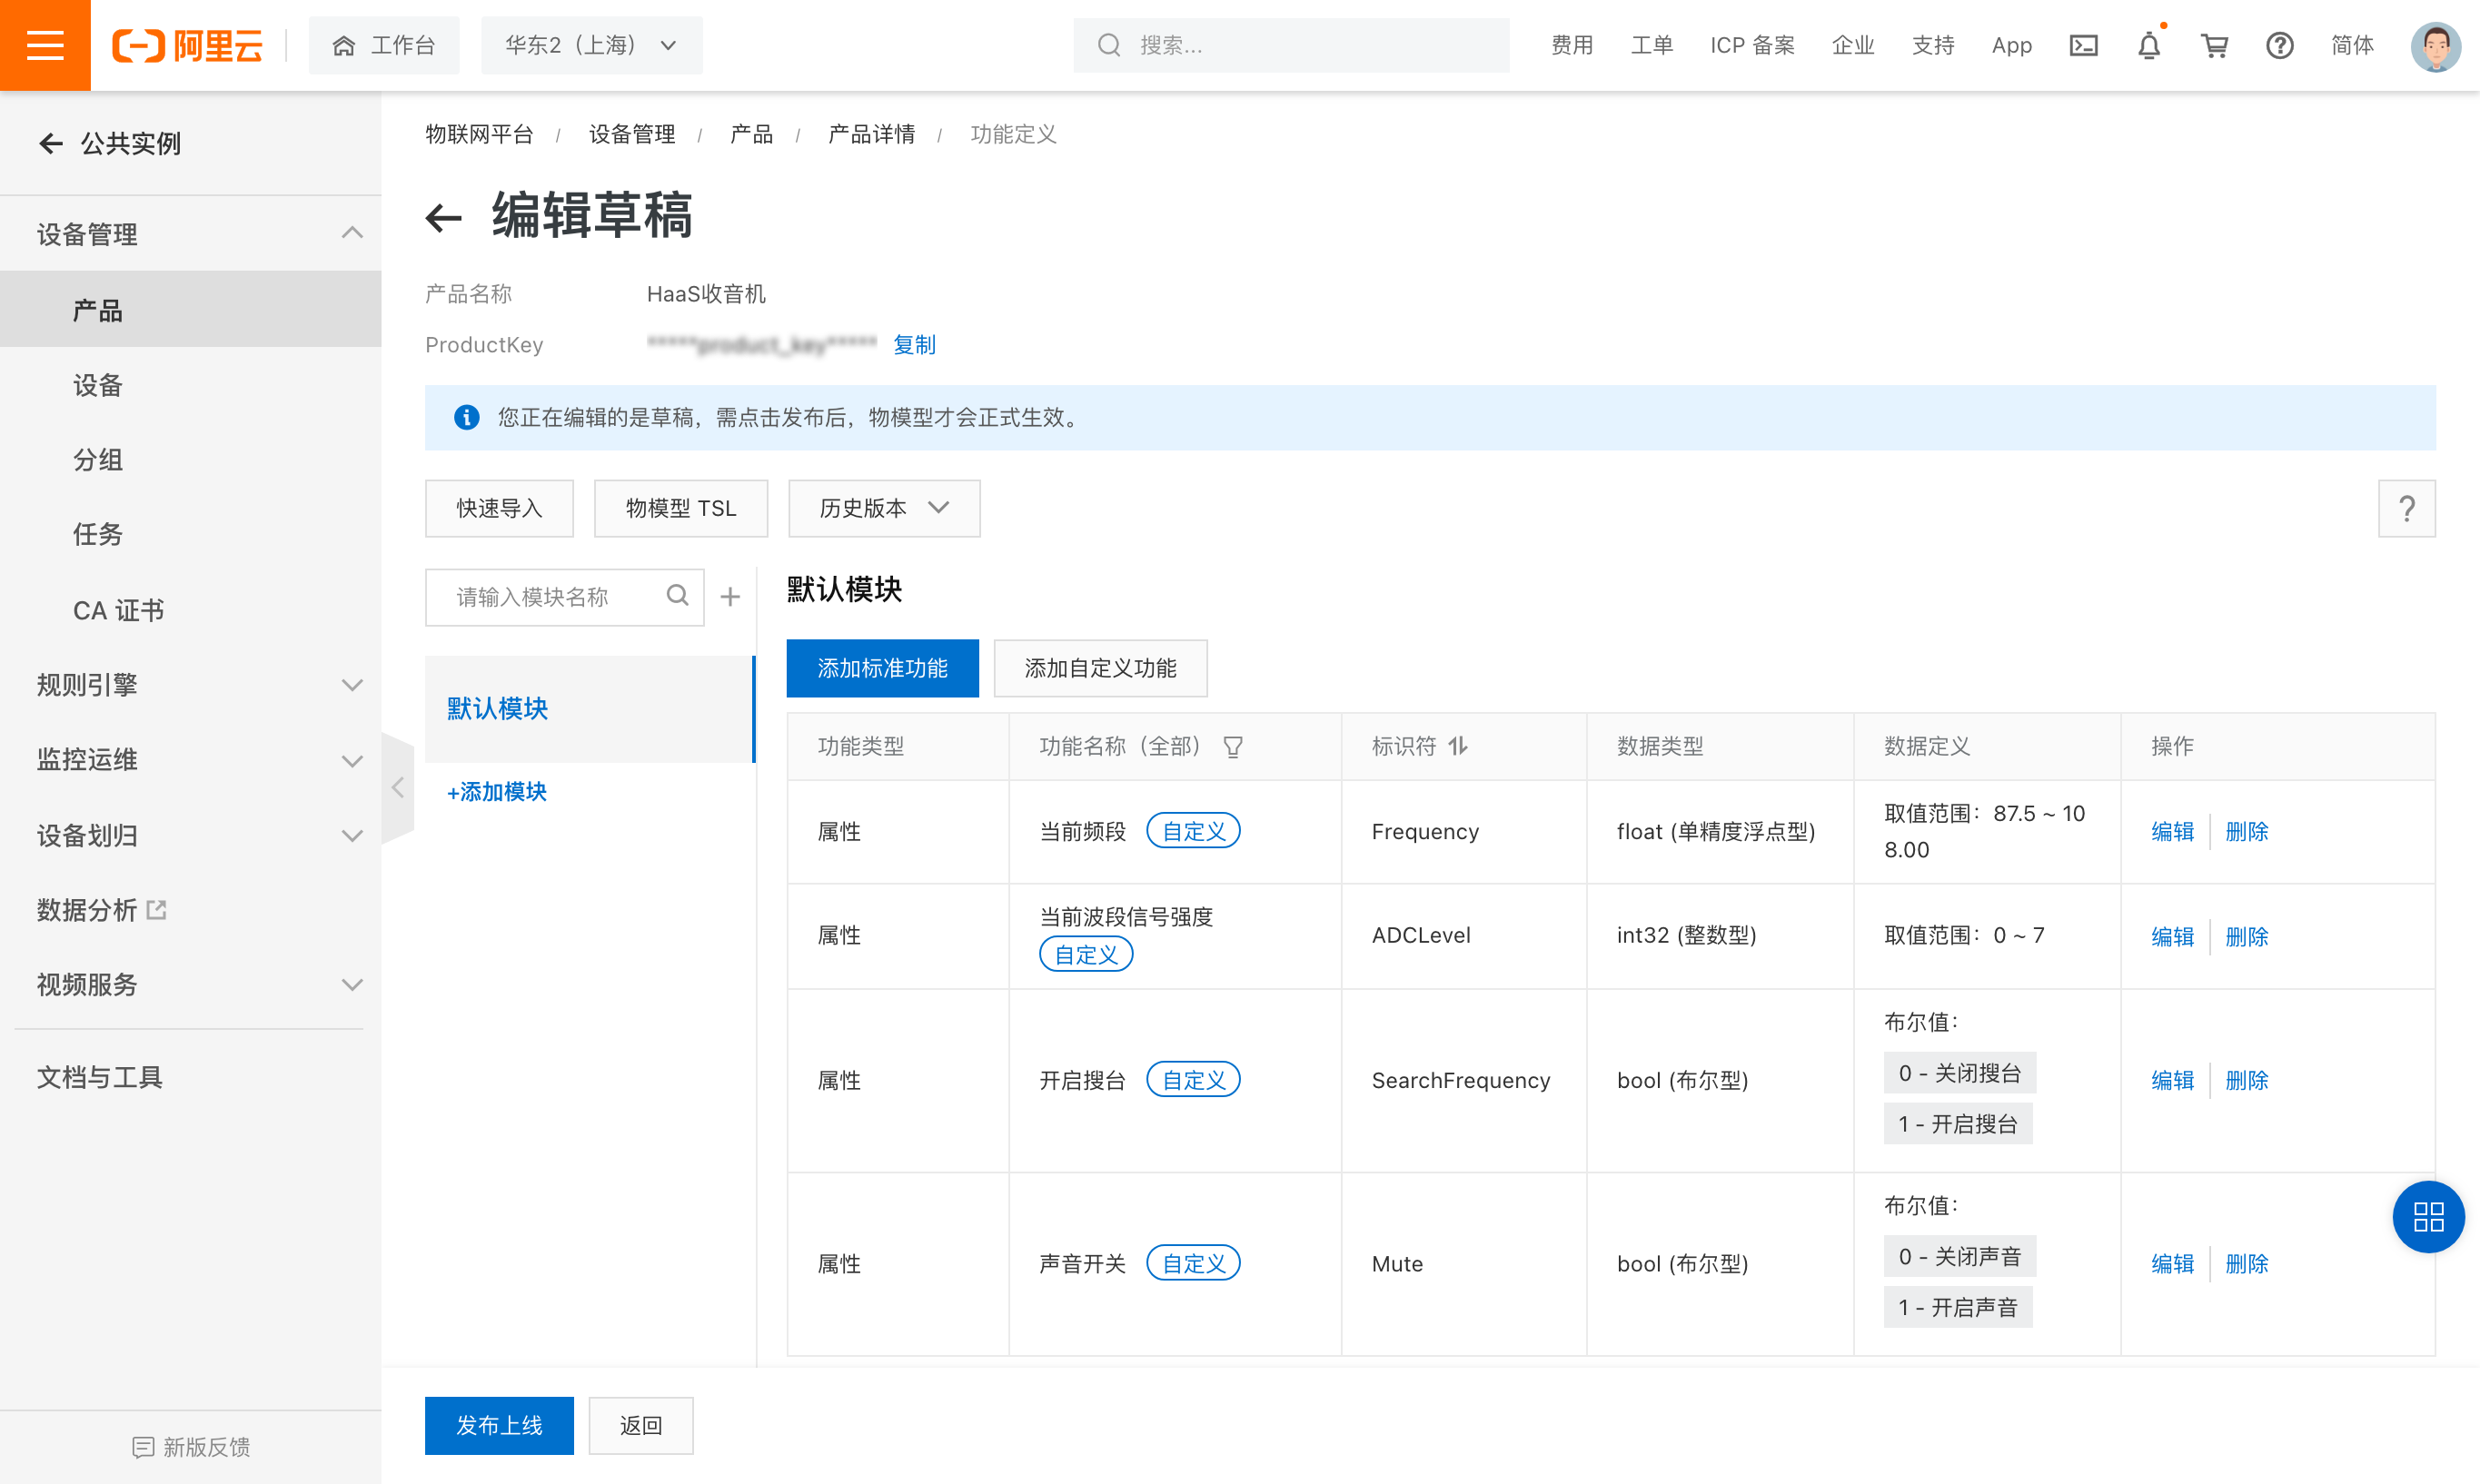 阿里云
工作台
华东2（上海）
搜索...
费用
工单
ICP 备案
企业
支持
App
简体
公共实例
设备管理
产品
设备
分组
任务
CA 证书
规则引擎
监控运维
设备划归
数据分析
视频服务
文档与工具
新版反馈
物联网平台 / 设备管理 / 产品 / 产品详情 / 功能定义
编辑草稿
产品名称 HaaS收音机
ProductKey *****product_key***** 复制
您正在编辑的是草稿，需点击发布后，物模型才会正式生效。
快速导入 物模型 TSL 历史版本 ?
请输入模块名称
默认模块
+添加模块
默认模块
添加标准功能 添加自定义功能
功能类型 功能名称（全部） 标识符 数据类型 数据定义 操作
属性 当前频段 自定义 Frequency float (单精度浮点型) 取值范围：87.5 ~ 10
8.00 编辑 删除
属性 当前波段信号强度
自定义 ADCLevel int32 (整数型) 取值范围：0 ~ 7 编辑 删除
属性 开启搜台 自定义 SearchFrequency bool (布尔型) 布尔值：
0 - 关闭搜台
1 - 开启搜台
编辑 删除
属性 声音开关 自定义 Mute bool (布尔型) 布尔值：
0 - 关闭声音
1 - 开启声音
编辑 删除
发布上线 返回